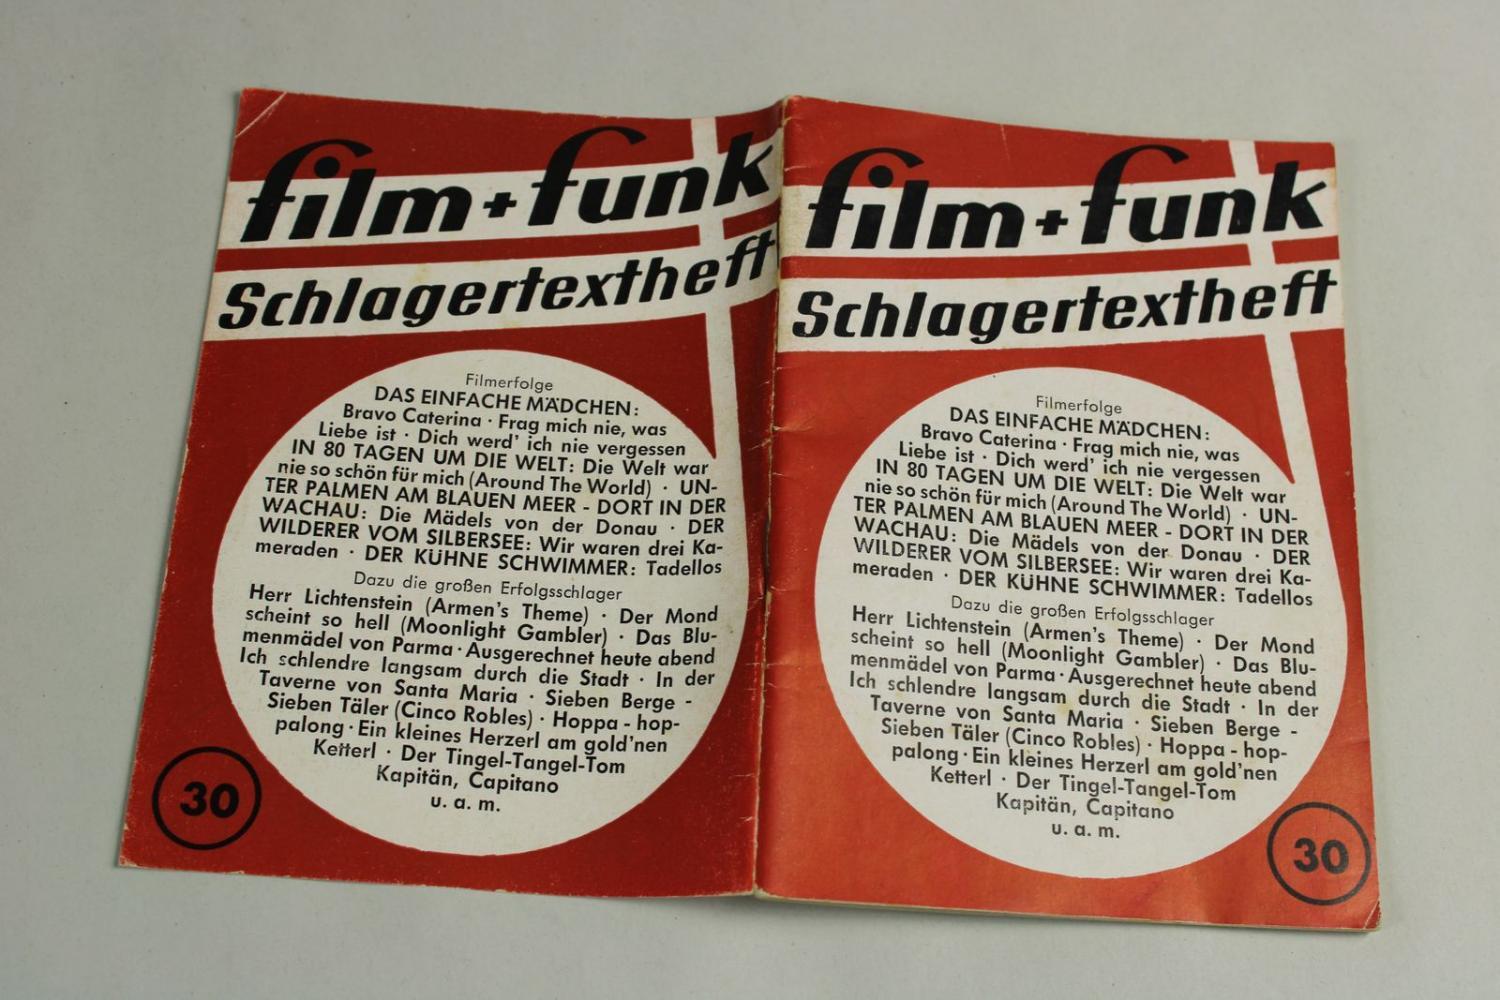 film + funk
Schlagertextheft
Filmerfolge
DAS EINFACHE MÄDCHEN:
Bravo Caterina · Frag mich nie, was
Liebe ist · Dich werd' ich nie vergessen
IN 80 TAGEN UM DIE WELT: Die Welt war
nie so schön für mich (Around The World) · UN-
TER PALMEN AM BLAUEN MEER - DORT IN DER
WACHAU: Die Mädels von der Donau · DER
WILDERER VOM SILBERSEE: Wir waren drei Ka-
meraden · DER KÜHNE SCHWIMMER: Tadellos
Dazu die großen Erfolgsschlager
Herr Lichtenstein (Armen's Theme) · Der Mond
scheint so hell (Moonlight Gambler) · Das Blu-
menmädel von Parma · Ausgerechnet heute abend
Ich schlendre langsam durch die Stadt · In der
Taverne von Santa Maria · Sieben Berge -
Sieben Täler (Cinco Robles) · Hoppa - hop-
palong · Ein kleines Herzerl am gold'nen
Ketterl · Der Tingel-Tangel-Tom
Kapitän, Capitano
u. a. m.
30
film + funk
Schlagertextheft
Filmerfolge
DAS EINFACHE MÄDCHEN:
Bravo Caterina · Frag mich nie, was
Liebe ist · Dich werd' ich nie vergessen
IN 80 TAGEN UM DIE WELT: Die Welt war
nie so schön für mich (Around The World) · UN-
TER PALMEN AM BLAUEN MEER - DORT IN DER
WACHAU: Die Mädels von der Donau · DER
WILDERER VOM SILBERSEE: Wir waren drei Ka-
meraden · DER KÜHNE SCHWIMMER: Tadellos
Dazu die großen Erfolgsschlager
Herr Lichtenstein (Armen's Theme) · Der Mond
scheint so hell (Moonlight Gambler) · Das Blu-
menmädel von Parma · Ausgerechnet heute abend
Ich schlendre langsam durch die Stadt · In der
Taverne von Santa Maria · Sieben Berge -
Sieben Täler (Cinco Robles) · Hoppa - hop-
palong · Ein kleines Herzerl am gold'nen
Ketterl · Der Tingel-Tangel-Tom
Kapitän, Capitano
u. a. m.
30